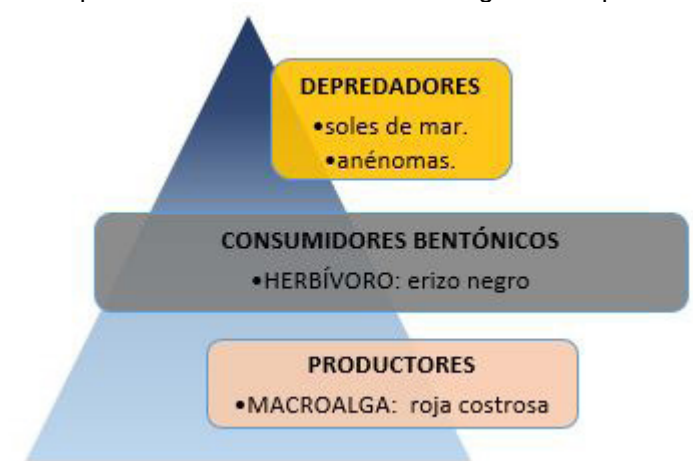 DEPREDADORES
•soles de mar.
•anénomas.
CONSUMIDORES BENTÓNICOS
•HERBÍVORO: erizo negro
PRODUCTORES
•MACROALGA: roja costrosa